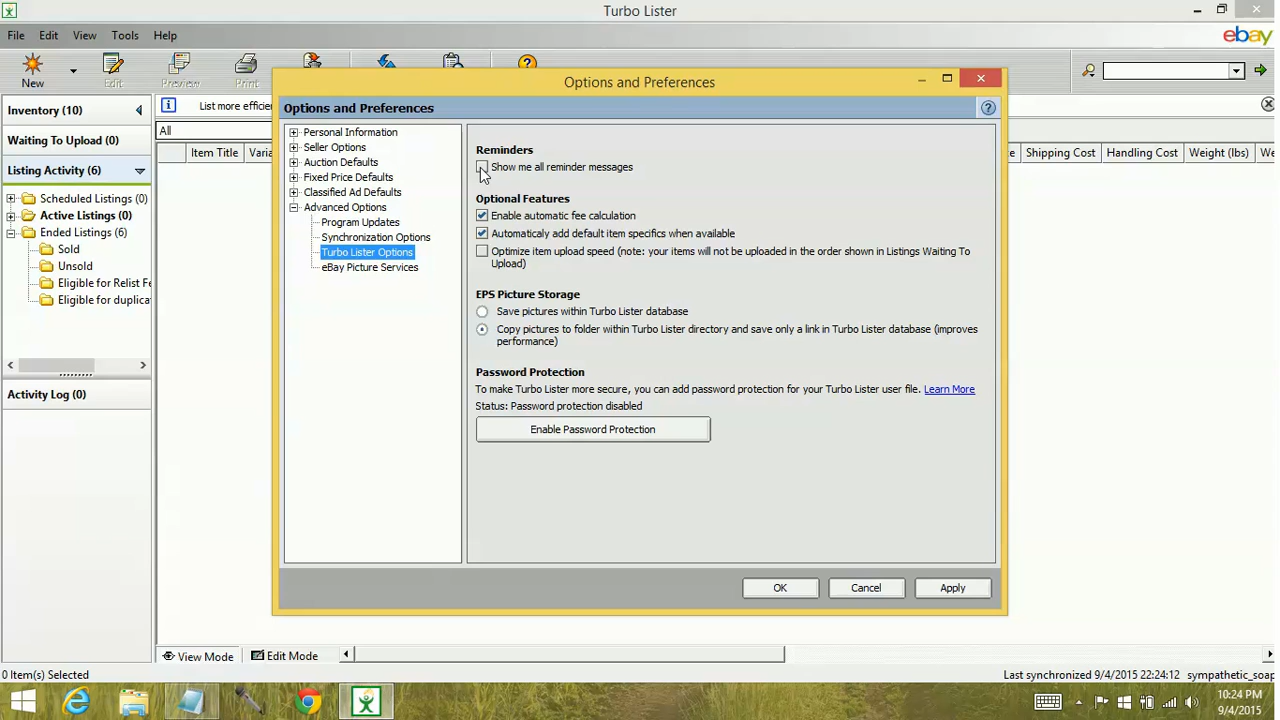 Turbo Lister
File Edit View Tools Help
ebay
New Edit Preview Print
Options and Preferences
Inventory (10)
List more efficie
Options and Preferences
Waiting To Upload (0)
All
Listing Activity (6)
Item Title Varia
Shipping Cost Handling Cost Weight (lbs)
Scheduled Listings (0)
Active Listings (0)
Ended Listings (6)
Sold
Unsold
Eligible for Relist F
Eligible for duplica
Activity Log (0)
Personal Information
Seller Options
Auction Defaults
Fixed Price Defaults
Classified Ad Defaults
Advanced Options
Program Updates
Synchronization Options
Turbo Lister Options
eBay Picture Services
Reminders
Show me all reminder messages
Optional Features
Enable automatic fee calculation
Automaticaly add default item specifics when available
Optimize item upload speed (note: your items will not be uploaded in the order shown in Listings Waiting To
Upload)
EPS Picture Storage
Save pictures within Turbo Lister database
Copy pictures to folder within Turbo Lister directory and save only a link in Turbo Lister database (improves
performance)
Password Protection
To make Turbo Lister more secure, you can add password protection for your Turbo Lister user file. Learn More
Status: Password protection disabled
Enable Password Protection
OK Cancel Apply
View Mode Edit Mode
0 Item(s) Selected
Last synchronized 9/4/2015 22:24:12 sympathetic_soap
10:24 PM
9/4/2015